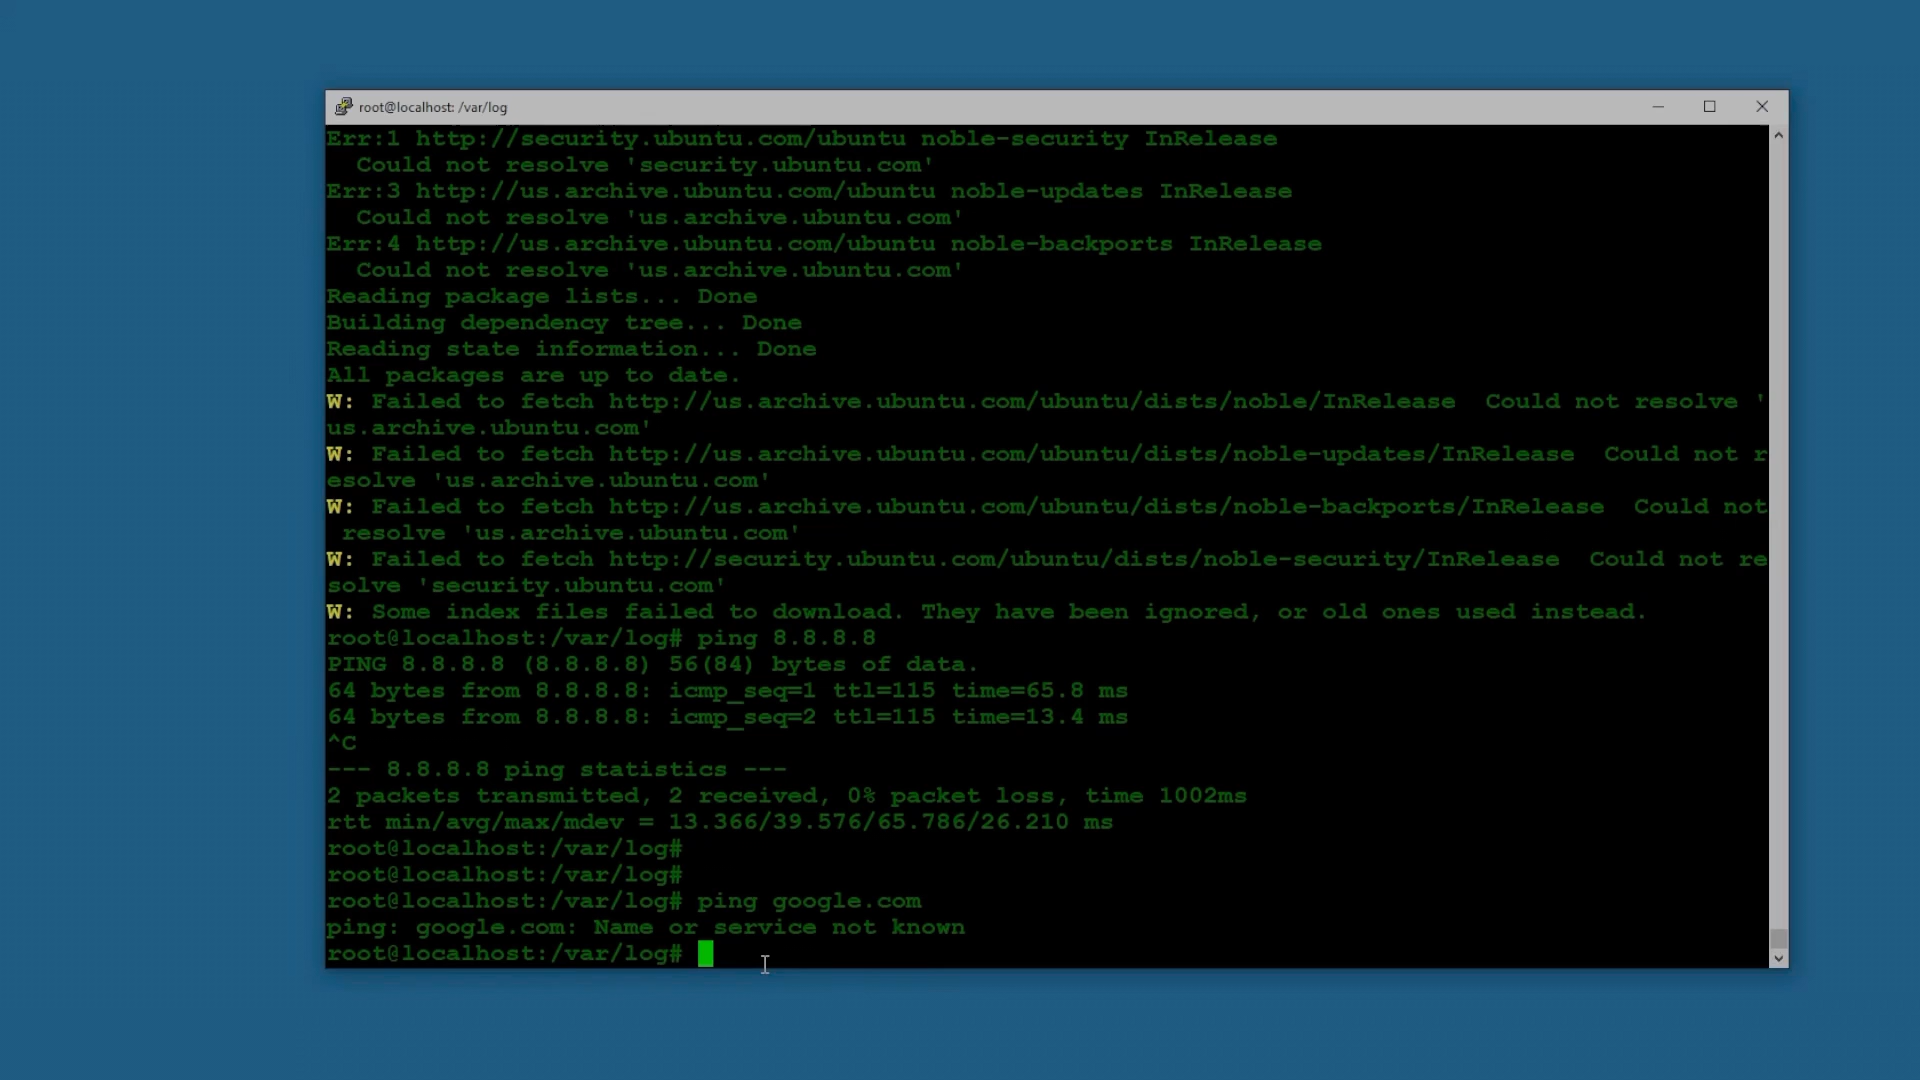 root@localhost: /var/log
Err:1 http://security.ubuntu.com/ubuntu noble-security InRelease
  Could not resolve 'security.ubuntu.com'
Err:3 http://us.archive.ubuntu.com/ubuntu noble-updates InRelease
  Could not resolve 'us.archive.ubuntu.com'
Err:4 http://us.archive.ubuntu.com/ubuntu noble-backports InRelease
  Could not resolve 'us.archive.ubuntu.com'
Reading package lists... Done
Building dependency tree... Done
Reading state information... Done
All packages are up to date.
W: Failed to fetch http://us.archive.ubuntu.com/ubuntu/dists/noble/InRelease  Could not resolve '
us.archive.ubuntu.com'
W: Failed to fetch http://us.archive.ubuntu.com/ubuntu/dists/noble-updates/InRelease  Could not r
esolve 'us.archive.ubuntu.com'
W: Failed to fetch http://us.archive.ubuntu.com/ubuntu/dists/noble-backports/InRelease  Could not
 resolve 'us.archive.ubuntu.com'
W: Failed to fetch http://security.ubuntu.com/ubuntu/dists/noble-security/InRelease  Could not re
solve 'security.ubuntu.com'
W: Some index files failed to download. They have been ignored, or old ones used instead.
root@localhost:/var/log# ping 8.8.8.8
PING 8.8.8.8 (8.8.8.8) 56(84) bytes of data.
64 bytes from 8.8.8.8: icmp_seq=1 ttl=115 time=65.8 ms
64 bytes from 8.8.8.8: icmp_seq=2 ttl=115 time=13.4 ms
^C
--- 8.8.8.8 ping statistics ---
2 packets transmitted, 2 received, 0% packet loss, time 1002ms
rtt min/avg/max/mdev = 13.366/39.576/65.786/26.210 ms
root@localhost:/var/log#
root@localhost:/var/log#
root@localhost:/var/log# ping google.com
ping: google.com: Name or service not known
root@localhost:/var/log#